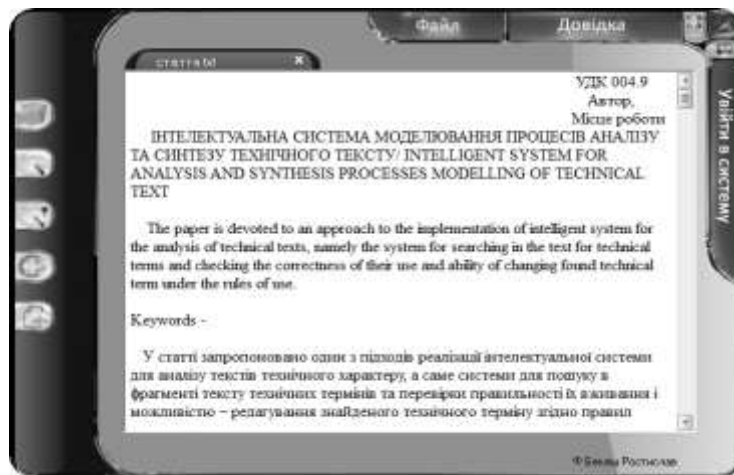 Файл
Довідка
стаття.txt
УДК 004.9
Автор,
Місце роботи
ІНТЕЛЕКТУАЛЬНА СИСТЕМА МОДЕЛЮВАННЯ ПРОЦЕСІВ АНАЛІЗУ
ТА СИНТЕЗУ ТЕХНІЧНОГО ТЕКСТУ/ INTELLIGENT SYSTEM FOR
ANALYSIS AND SYNTHESIS PROCESSES MODELLING OF TECHNICAL
TEXT
The paper is devoted to an approach to the implementation of intelligent system for
the analysis of technical texts, namely the system for searching in the text for technical
terms and checking the correctness of their use and ability of changing found technical
term under the rules of use.
Keywords -
У статті запропоновано один з підходів реалізації інтелектуальної системи
для аналізу текстів технічного характеру, а саме системи для пошуку в
фрагменті тексту технічних термінів та перевірки правильності їх вживання і
можливістю – редагування знайденого технічного терміну згідно правил
Увійти в систему
Ростислав